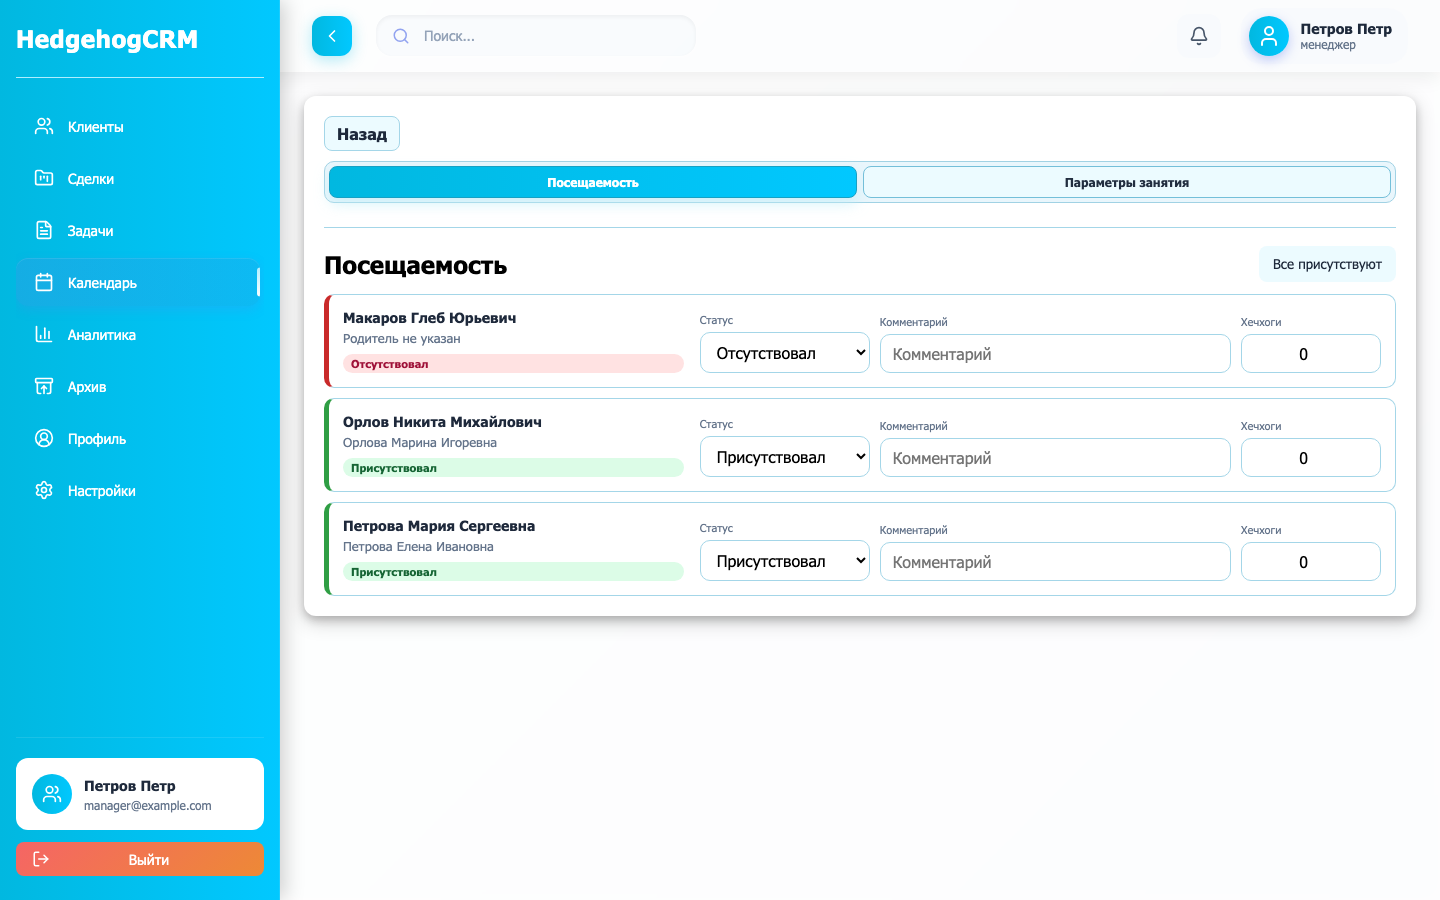 HedgehogCRM
Клиенты
Сделки
Задачи
Календарь
Аналитика
Архив
Профиль
Настройки
Петров Петр
manager@example.com
Выйти
Поиск...
Петров Петр
менеджер
Назад
Посещаемость
Параметры занятия
Посещаемость
Все присутствуют
Макаров Глеб Юрьевич
Родитель не указан
Отсутствовал
Статус
Отсутствовал
Комментарий
Комментарий
Хечхоги
0
Орлов Никита Михайлович
Орлова Марина Игоревна
Присутствовал
Статус
Присутствовал
Комментарий
Комментарий
Хечхоги
0
Петрова Мария Сергеевна
Петрова Елена Ивановна
Присутствовал
Статус
Присутствовал
Комментарий
Комментарий
Хечхоги
0